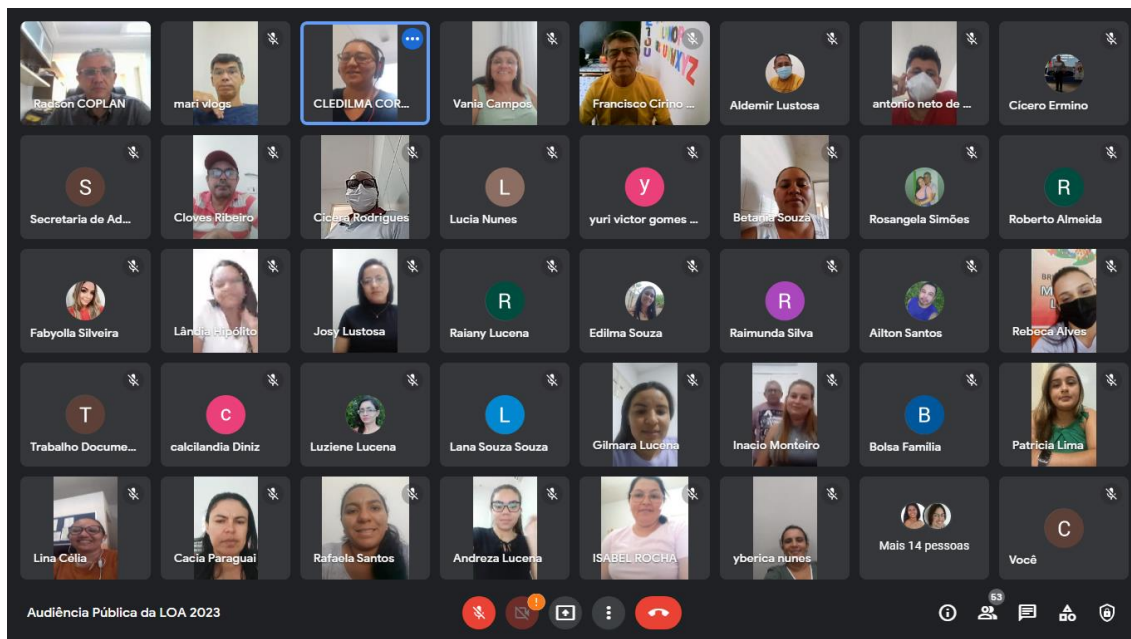 Radson COPLAN
mari vlogs
CLEDILMA COR...
Vania Campos
Francisco Cirino ...
Aldemir Lustosa
antonio neto de ...
Cícero Ermino
S
Secretaria de Ad...
Cloves Ribeiro
Cicera Rodrigues
L
Lucia Nunes
y
yuri victor gomes ...
Betania Souza
Rosangela Simões
R
Roberto Almeida
Fabyolla Silveira
Lândia Hipólito
Josy Lustosa
R
Raiany Lucena
Edilma Souza
R
Raimunda Silva
Ailton Santos
Rebeca Alves
T
Trabalho Docume...
c
calcilandia Diniz
Luziene Lucena
L
Lana Souza Souza
Gilmara Lucena
Inacio Monteiro
B
Bolsa Família
Patricia Lima
Lina Célia
Cacia Paraguai
Rafaela Santos
Andreza Lucena
ISABEL ROCHA
yberica nunes
Mais 14 pessoas
C
Você
Audiência Pública da LOA 2023
53